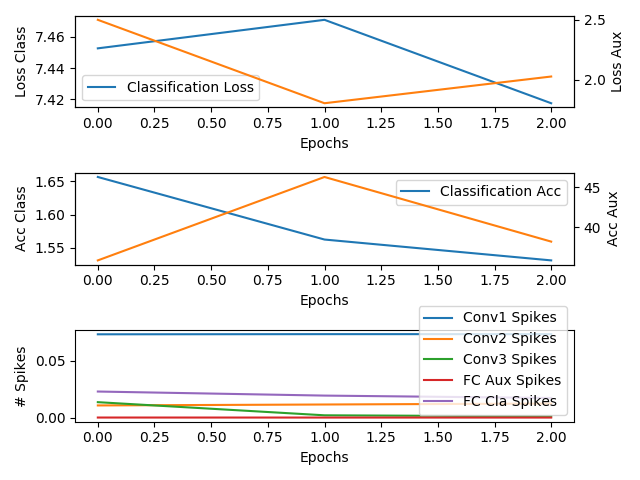 7.46
7.44
7.42
Loss Class
2.5
2.0
Loss Aux
Classification Loss
0.00 0.25 0.50 0.75 1.00 1.25 1.50 1.75 2.00
Epochs
1.65
1.60
1.55
Acc Class
45
40
Acc Aux
Classification Acc
0.00 0.25 0.50 0.75 1.00 1.25 1.50 1.75 2.00
Epochs
0.05
0.00
# Spikes
Conv1 Spikes
Conv2 Spikes
Conv3 Spikes
FC Aux Spikes
FC Cla Spikes
0.00 0.25 0.50 0.75 1.00 1.25 1.50 1.75 2.00
Epochs